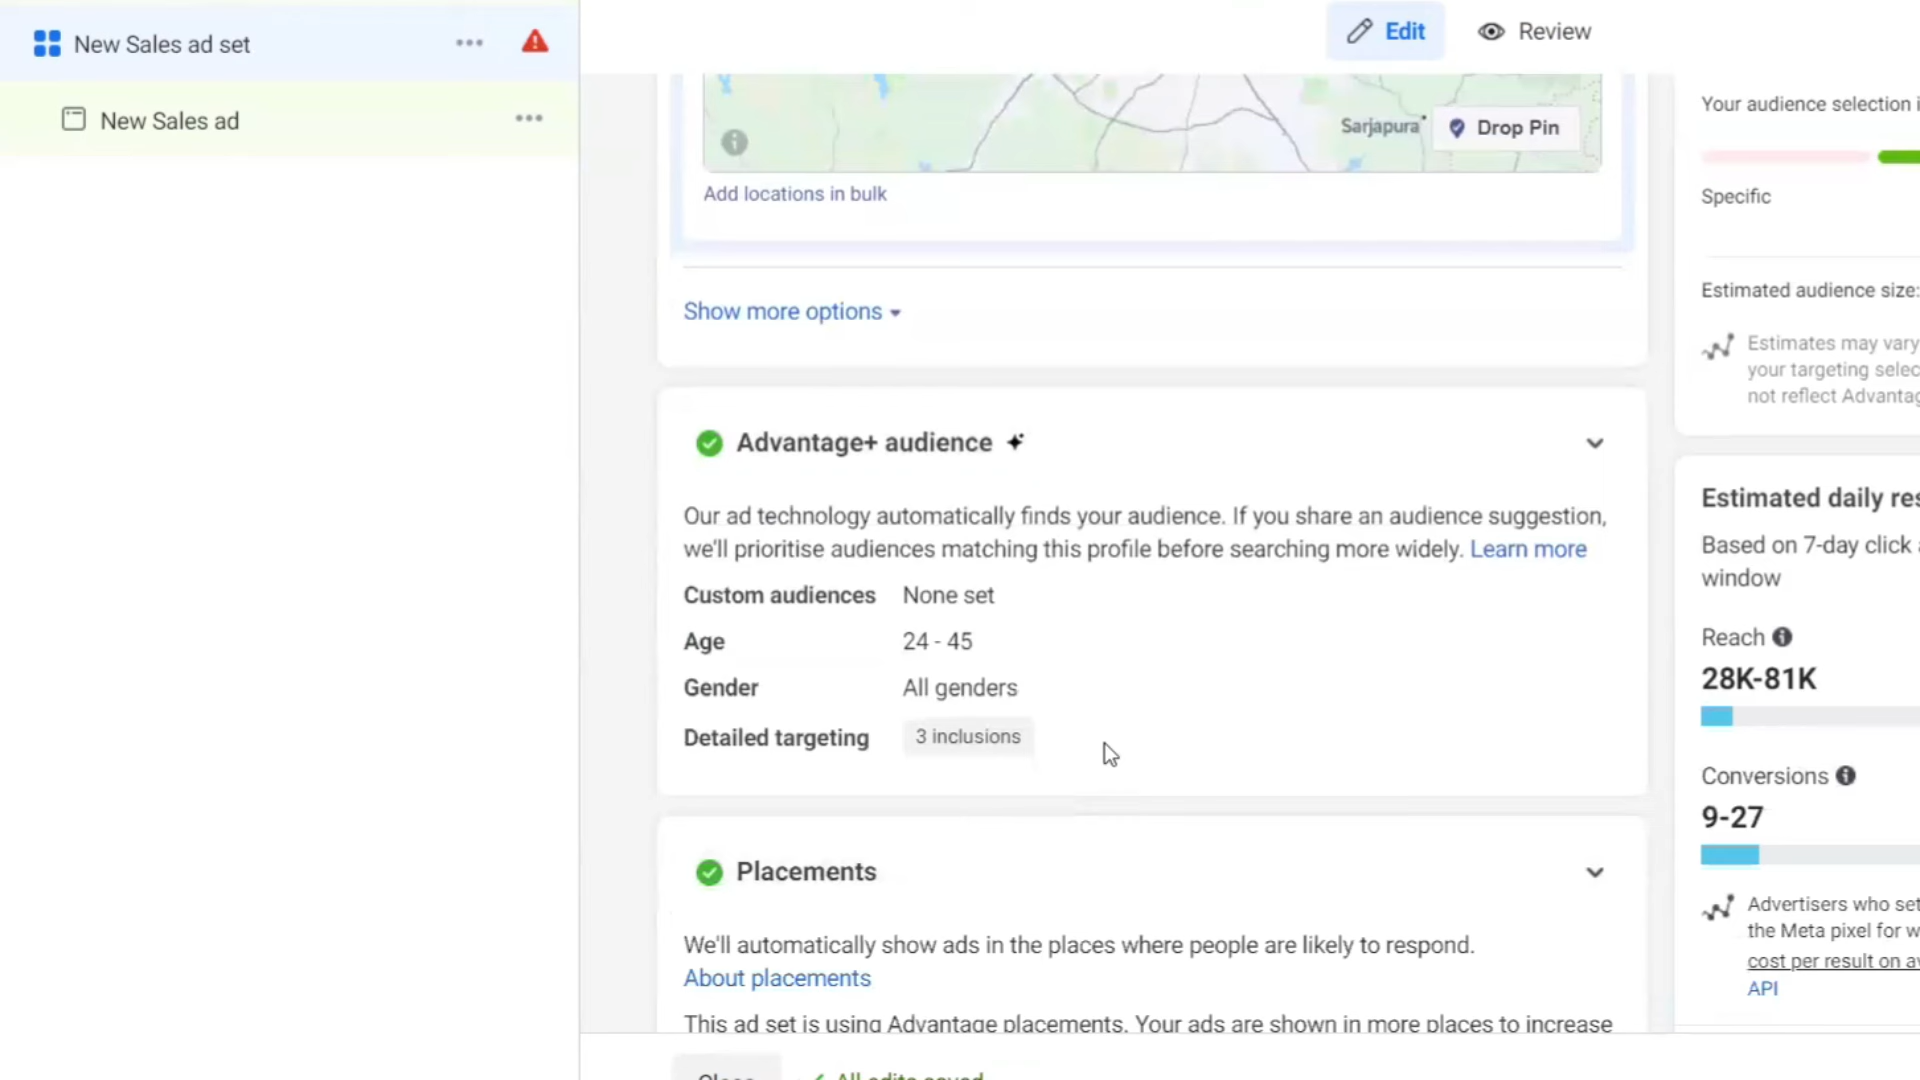 New Sales ad set
New Sales ad
Edit
Review
Sarjapura
Drop Pin
Add locations in bulk
Show more options
Advantage+ audience
Our ad technology automatically finds your audience. If you share an audience suggestion,
we'll prioritise audiences matching this profile before searching more widely. Learn more
Custom audiences None set
Age 24 - 45
Gender All genders
Detailed targeting 3 inclusions
Placements
We'll automatically show ads in the places where people are likely to respond.
About placements
This ad set is using Advantage placements. Your ads are shown in more places to increase
Close
All edits saved
Your audience selection i
Specific
Estimated audience size:
Estimates may vary
your targeting selec
not reflect Advantag
Estimated daily res
Based on 7-day click
window
Reach
28K-81K
Conversions
9-27
Advertisers who set
the Meta pixel for w
cost per result on av
API